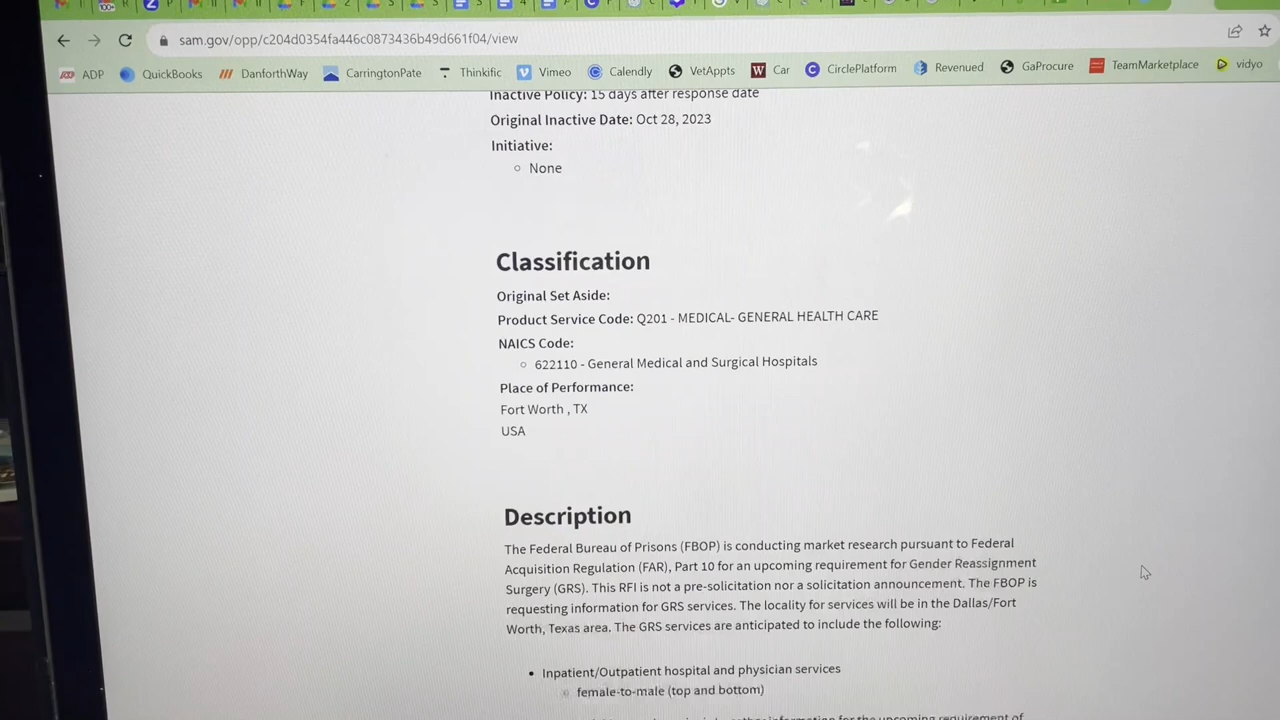 sam.gov/opp/c204d0354fa446c0873436b49d661f04/view
ADP QuickBooks DanforthWay CarringtonPate Thinkific Vimeo Calendly VetAppts Car CirclePlatform Revenued GaProcure TeamMarketplace vidyo
Inactive Policy: 15 days after response date
Original Inactive Date: Oct 28, 2023
Initiative:
None
Classification
Original Set Aside:
Product Service Code: Q201 - MEDICAL- GENERAL HEALTH CARE
NAICS Code:
622110 - General Medical and Surgical Hospitals
Place of Performance:
Fort Worth , TX
USA
Description
The Federal Bureau of Prisons (FBOP) is conducting market research pursuant to Federal
Acquisition Regulation (FAR), Part 10 for an upcoming requirement for Gender Reassignment
Surgery (GRS). This RFI is not a pre-solicitation nor a solicitation announcement. The FBOP is
requesting information for GRS services. The locality for services will be in the Dallas/Fort
Worth, Texas area. The GRS services are anticipated to include the following:
Inpatient/Outpatient hospital and physician services
female-to-male (top and bottom)
information for the upcoming requirement of